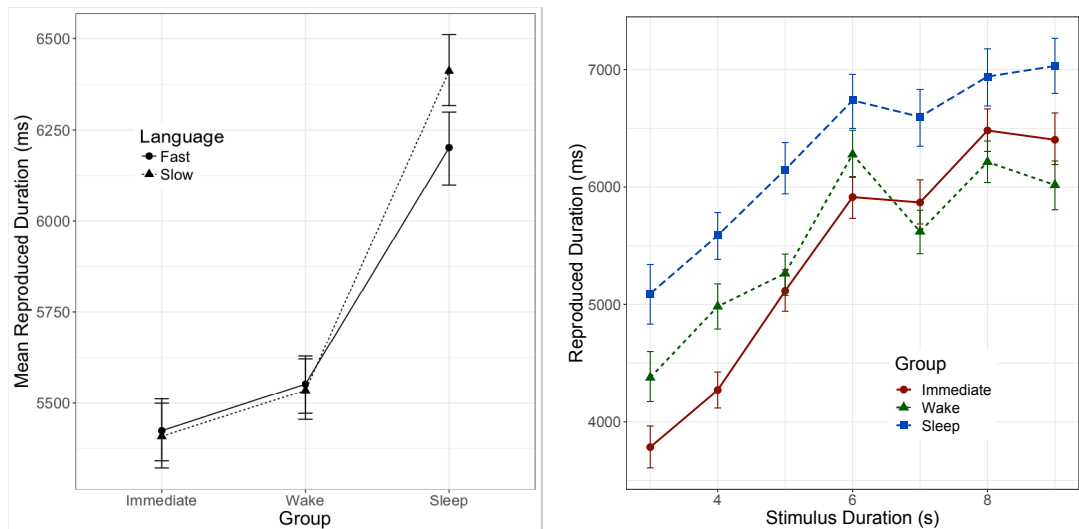 Mean Reproduced Duration (ms)
6500
6250
6000
5750
5500
Language
Fast
Slow
Immediate
Wake
Sleep
Group
Reproduced Duration (ms)
7000
6000
5000
4000
Group
Immediate
Wake
Sleep
4
6
8
Stimulus Duration (s)